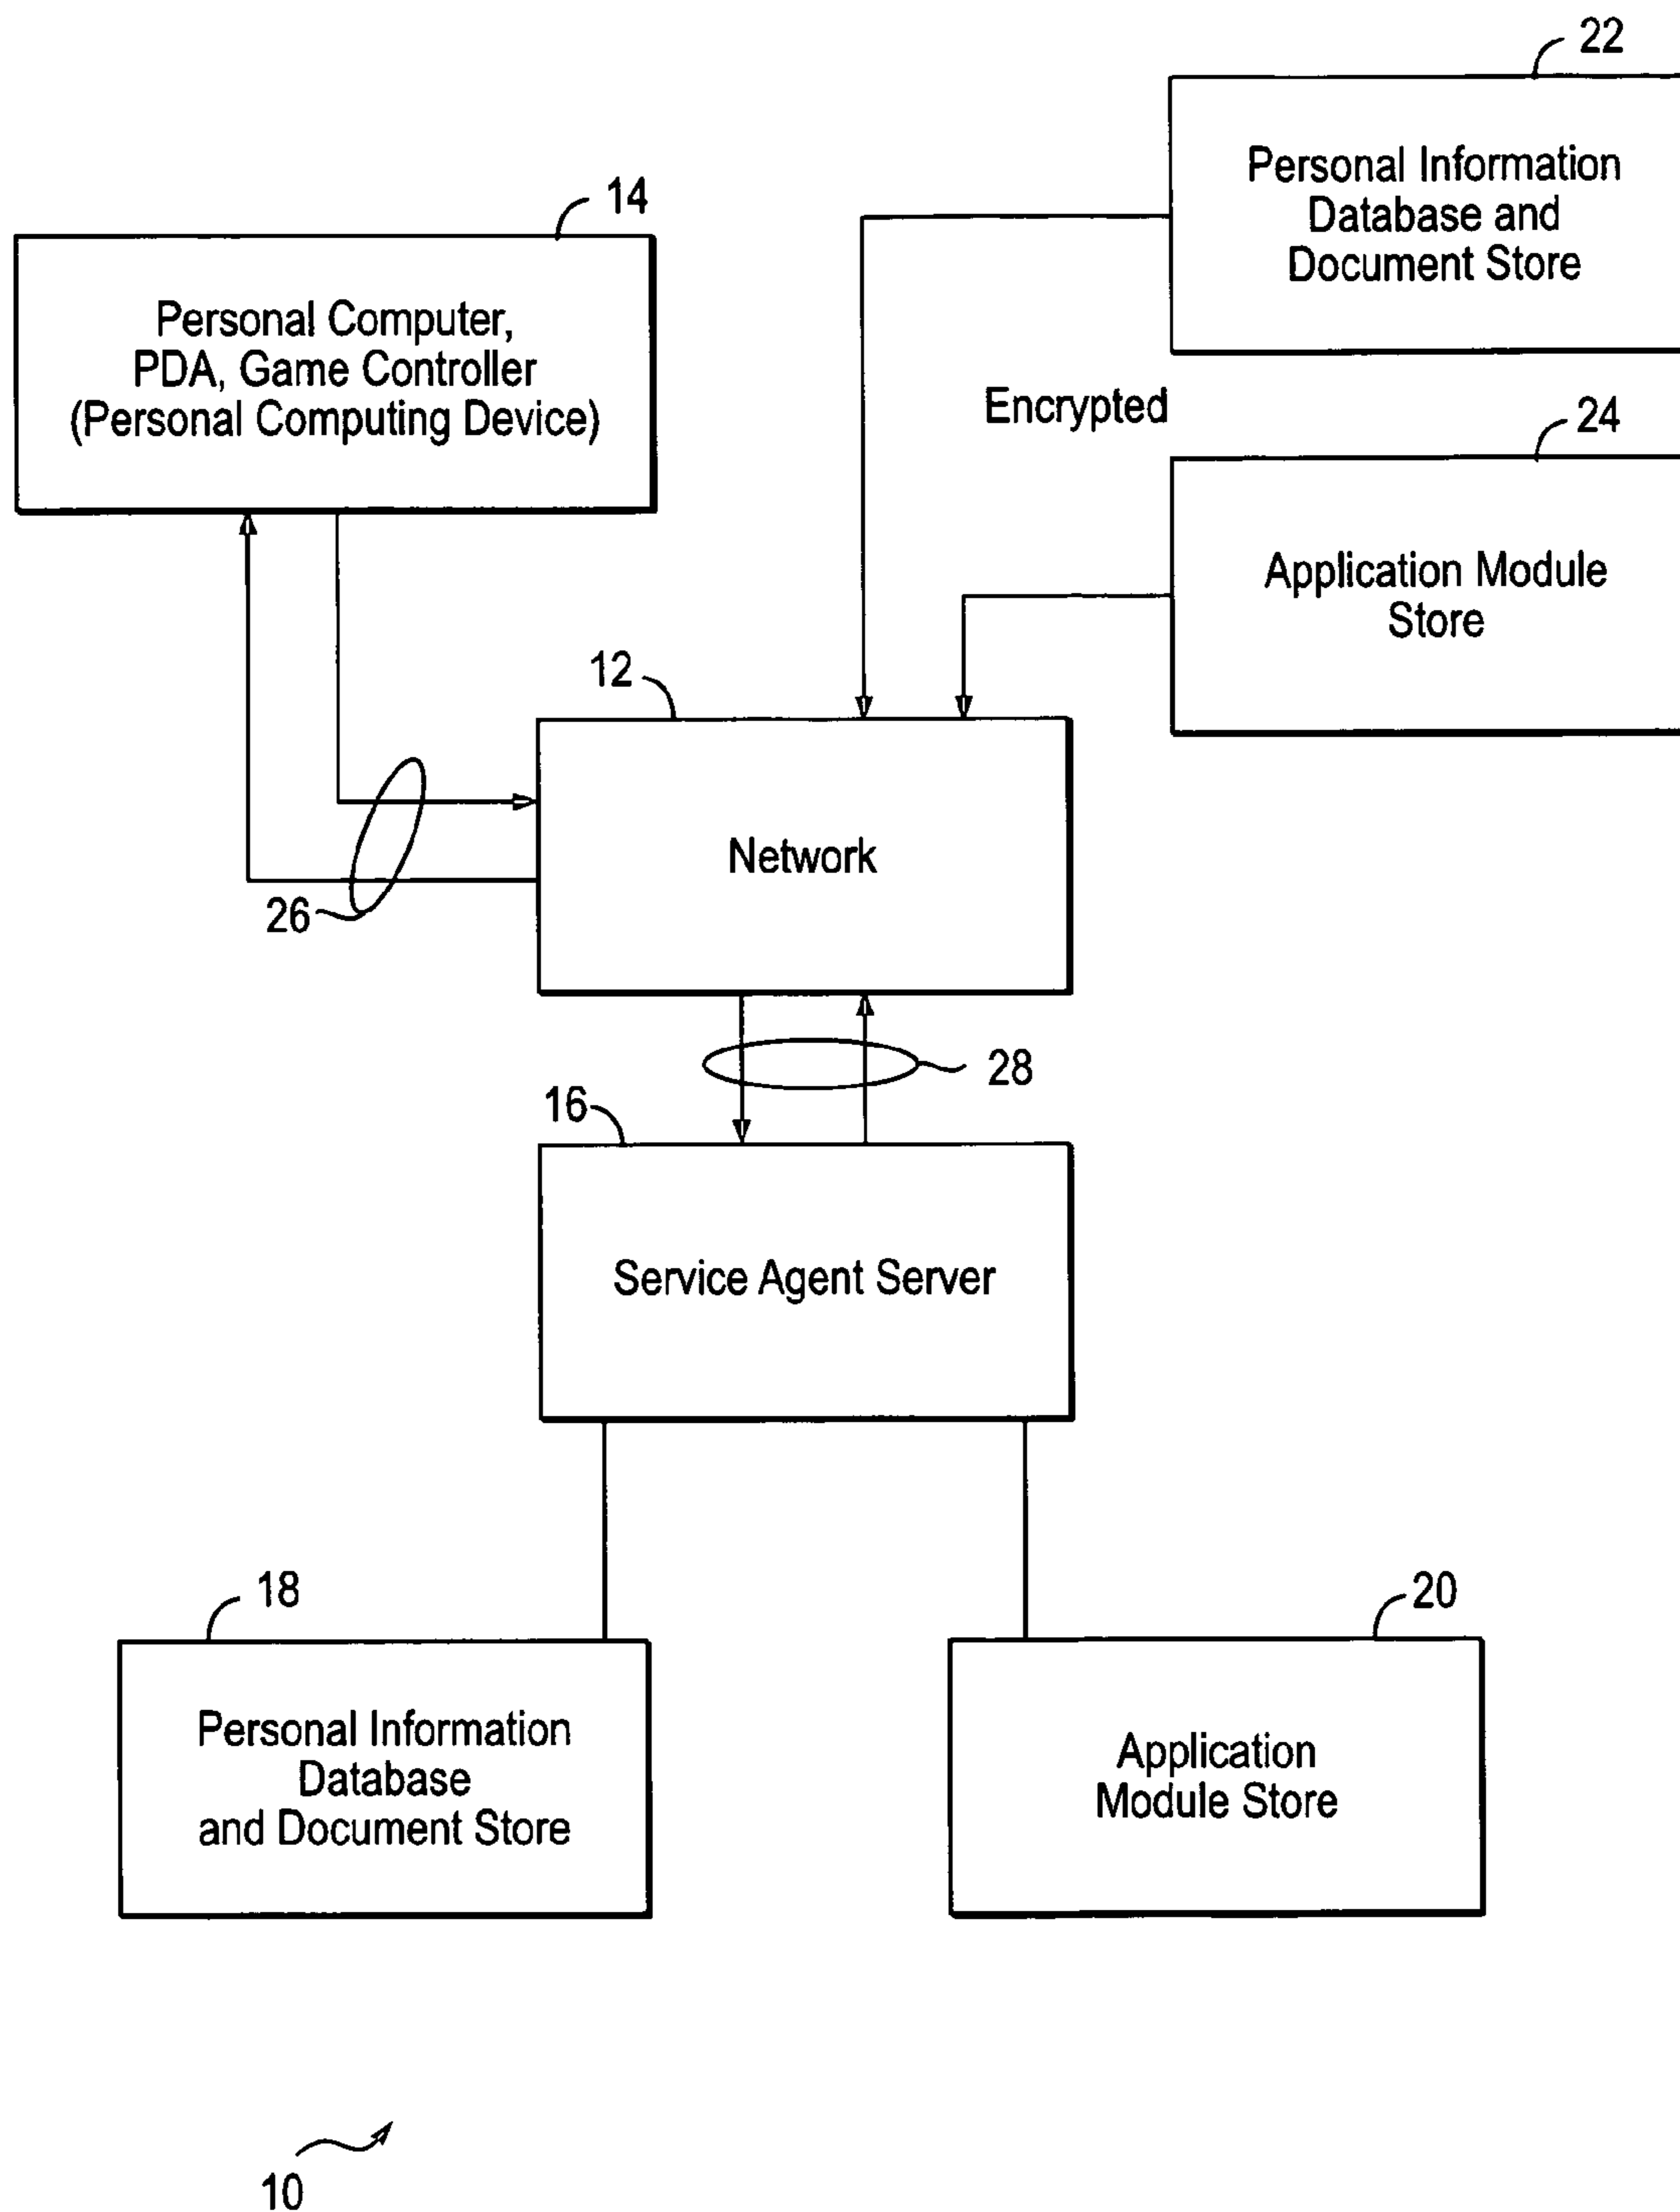 22
Personal Information
Database and
Document Store
14
Personal Computer,
PDA, Game Controller
(Personal Computing Device)
Encrypted
24
Application Module
Store
12
Network
26
28
16
Service Agent Server
18
Personal Information
Database
and Document Store
20
Application
Module Store
10